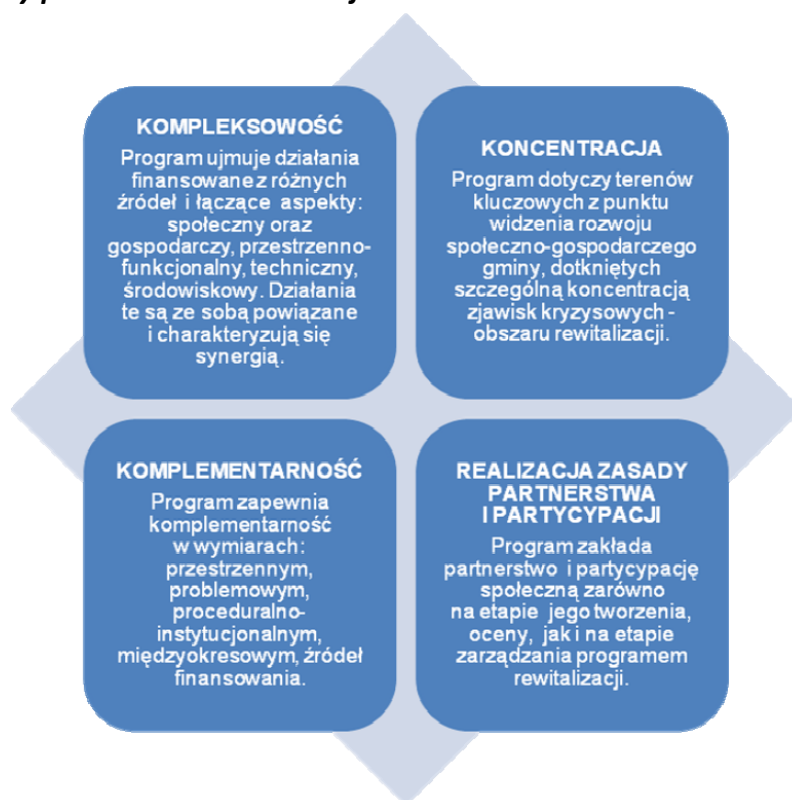 KOMPLEKSOWOŚĆ
Program ujmuje działania
finansowane z różnych
źródeł i łączące aspekty:
społeczny oraz
gospodarczy, przestrzenno-
funkcjonalny, techniczny,
środowiskowy. Działania
te są ze sobą powiązane
i charakteryzują się
synergią.
KONCENTRACJA
Program dotyczy terenów
kluczowych z punktu
widzenia rozwoju
społeczno-gospodarczego
gminy, dotkniętych
szczególną koncentracją
zjawisk kryzysowych -
obszaru rewitalizacji.
KOMPLEMENTARNOŚĆ
Program zapewnia
komplementarność
w wymiarach:
przestrzennym,
problemowym,
proceduralno-
instytucjonalnym,
międzyokresowym, źródeł
finansowania.
REALIZACJA ZASADY
PARTNERSTWA
I PARTYCYPACJI
Program zakłada
partnerstwo i partycypację
społeczną zarówno
na etapie jego tworzenia,
oceny, jak i na etapie
zarządzania programem
rewitalizacji.